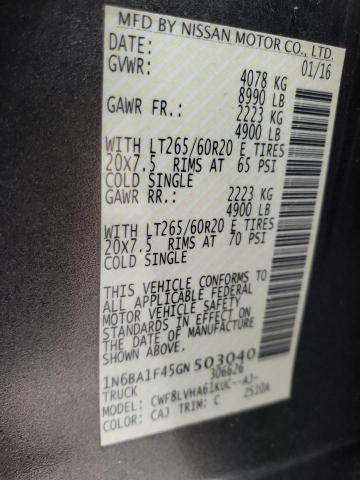 MFD BY NISSAN MOTOR CO., LTD.
DATE: 01/16
GVWR: 4078 KG
8990 LB
GAWR FR.: 2223 KG
4900 LB
WITH LT265/60R20 E TIRES
20X7.5 RIMS AT 65 PSI
COLD SINGLE
GAWR RR.: 2223 KG
4900 LB
WITH LT265/60R20 E TIRES
20X7.5 RIMS AT 70 PSI
COLD SINGLE
THIS VEHICLE CONFORMS TO
ALL APPLICABLE FEDERAL
MOTOR VEHICLE SAFETY
STANDARDS IN EFFECT ON
THE DATE OF MANUFACTURE
SHOWN ABOVE.
1N6BA1F45GN503040
TRUCK 306626
MODEL: CWF8LVHA61KUC--AJ-
COLOR: CAJ TRIM: C ZS10A